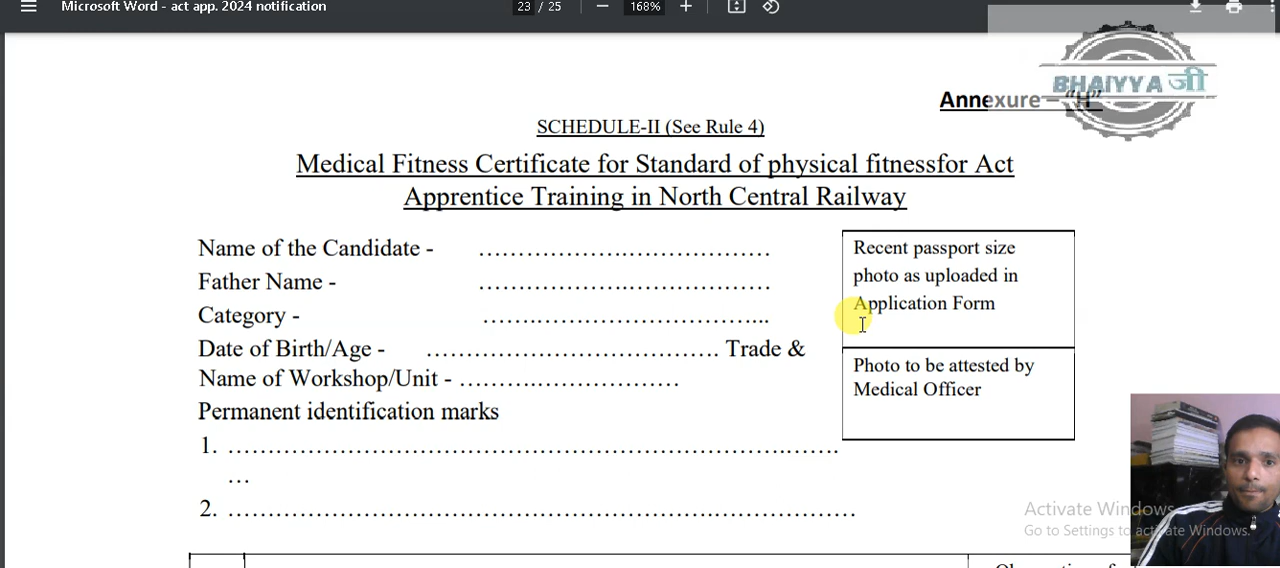 Microsoft Word - act app. 2024 notification
23 / 25
168%
BHAIYYA जी
Annexure – "H"
SCHEDULE-II (See Rule 4)
Medical Fitness Certificate for Standard of physical fitnessfor Act
Apprentice Training in North Central Railway
Name of the Candidate - ……………………………………
Father Name - ……………………………………
Category - ……………………………………...
Date of Birth/Age - ……………………………………. Trade &
Name of Workshop/Unit - ……………………………
Permanent identification marks
1. ……………………………………………………………………………….
…
2. …………………………………………………………………………………
Recent passport size
photo as uploaded in
Application Form
Photo to be attested by
Medical Officer
Activate Windows
Go to Settings to activate Windows.